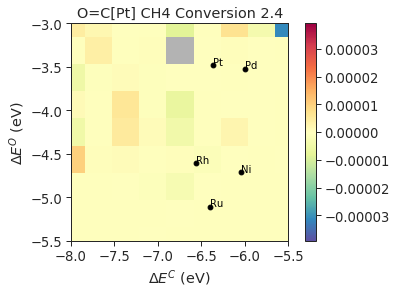 O=C[Pt] CH4 Conversion 2.4
−3.0
−3.5
−4.0
−4.5
−5.0
−5.5
ΔE^O (eV)
Pt
Pd
Rh
Ni
Ru
−8.0 −7.5 −7.0 −6.5 −6.0 −5.5
ΔE^C (eV)
0.00003
0.00002
0.00001
0.00000
−0.00001
−0.00002
−0.00003